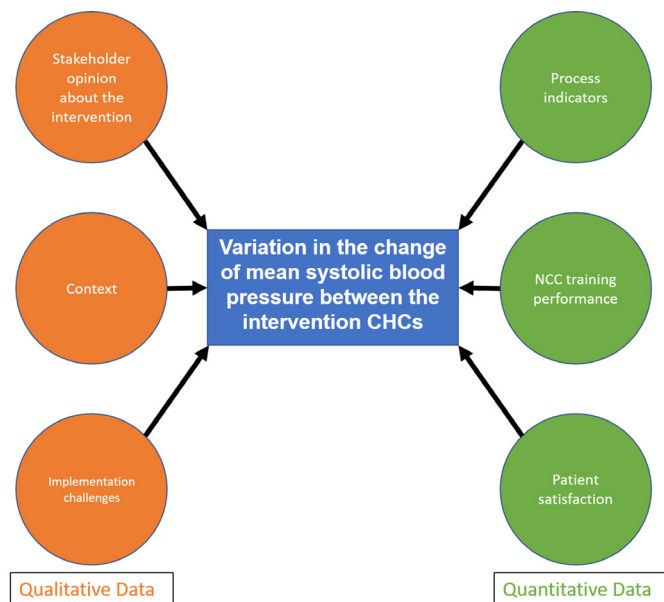 Stakeholder
opinion
about the
intervention
Context
Implementation
challenges
Variation in the change
of mean systolic blood
pressure between the
intervention CHCs
Process
indicators
NCC training
performance
Patient
satisfaction
Qualitative Data
Quantitative Data